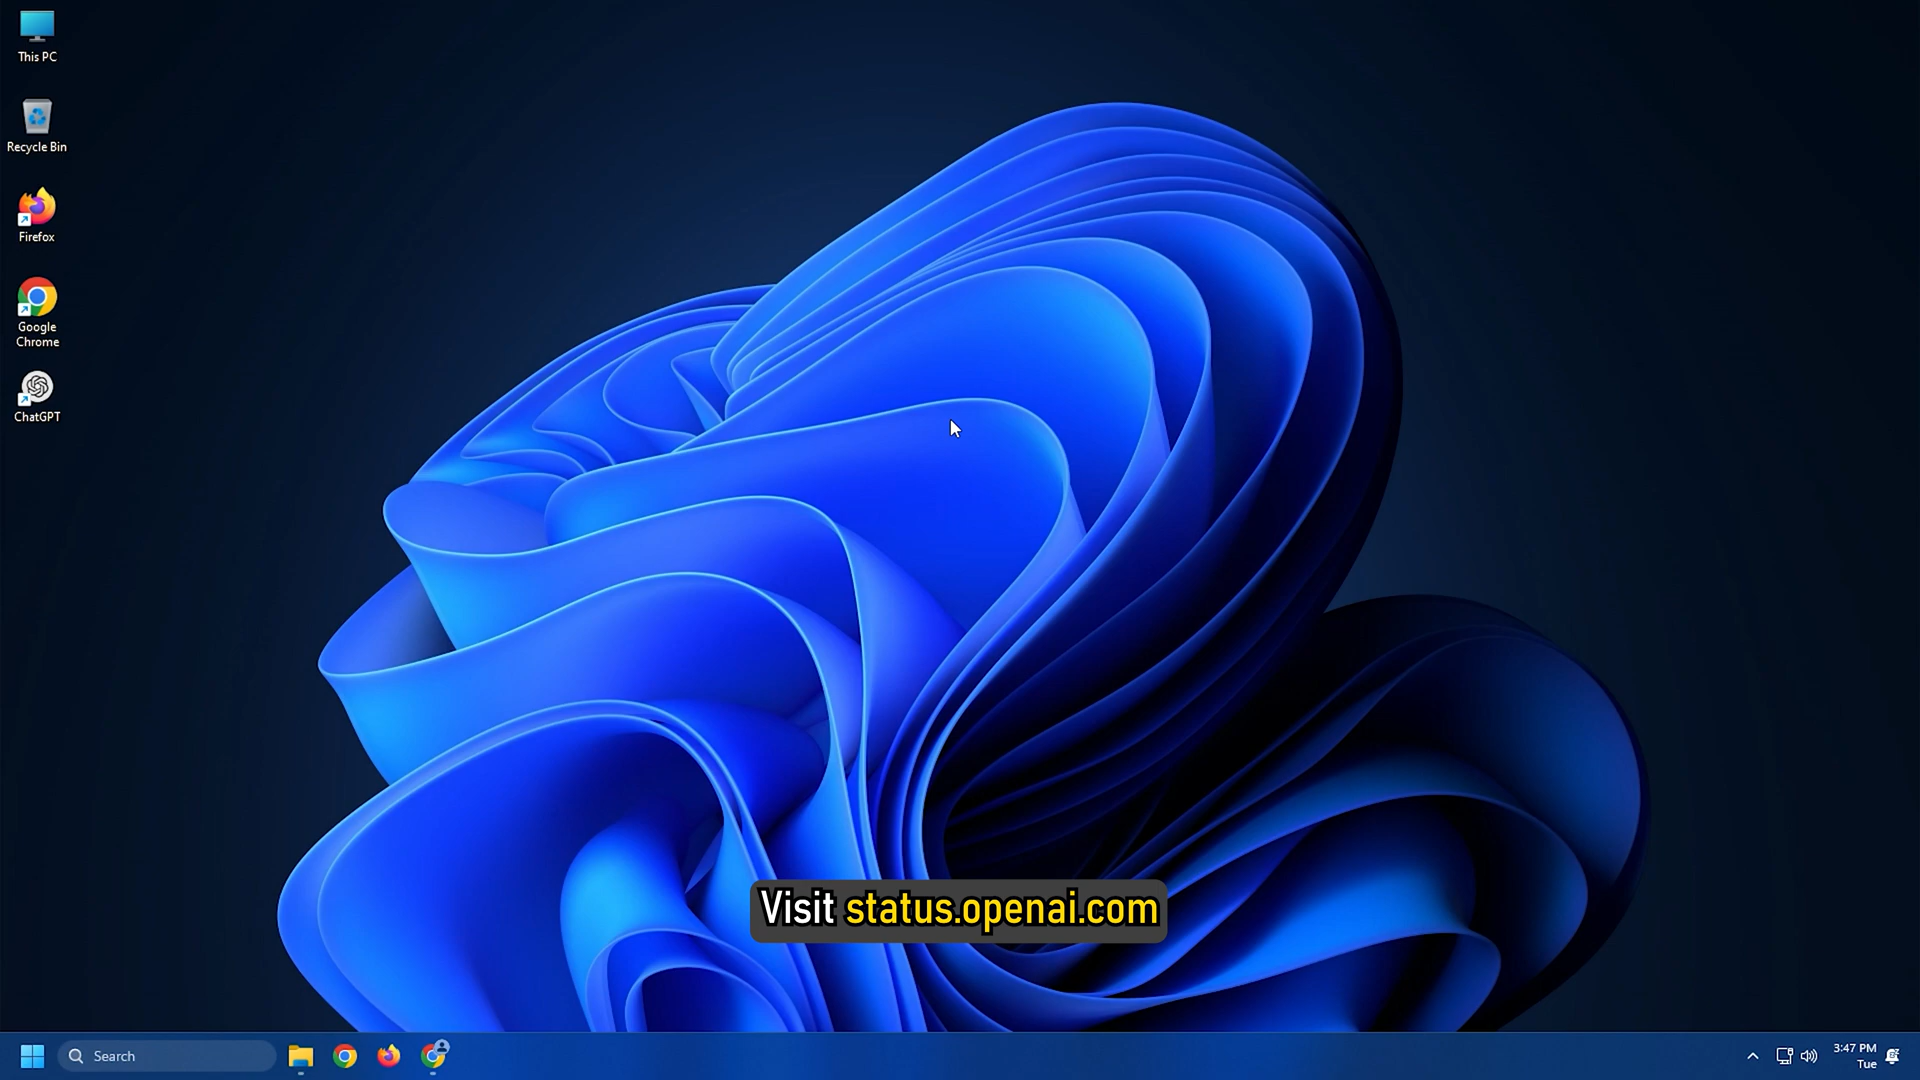 This PC
Recycle Bin
Firefox
Google
Chrome
ChatGPT
Visit status.openai.com
Search
3:47 PM
Tue